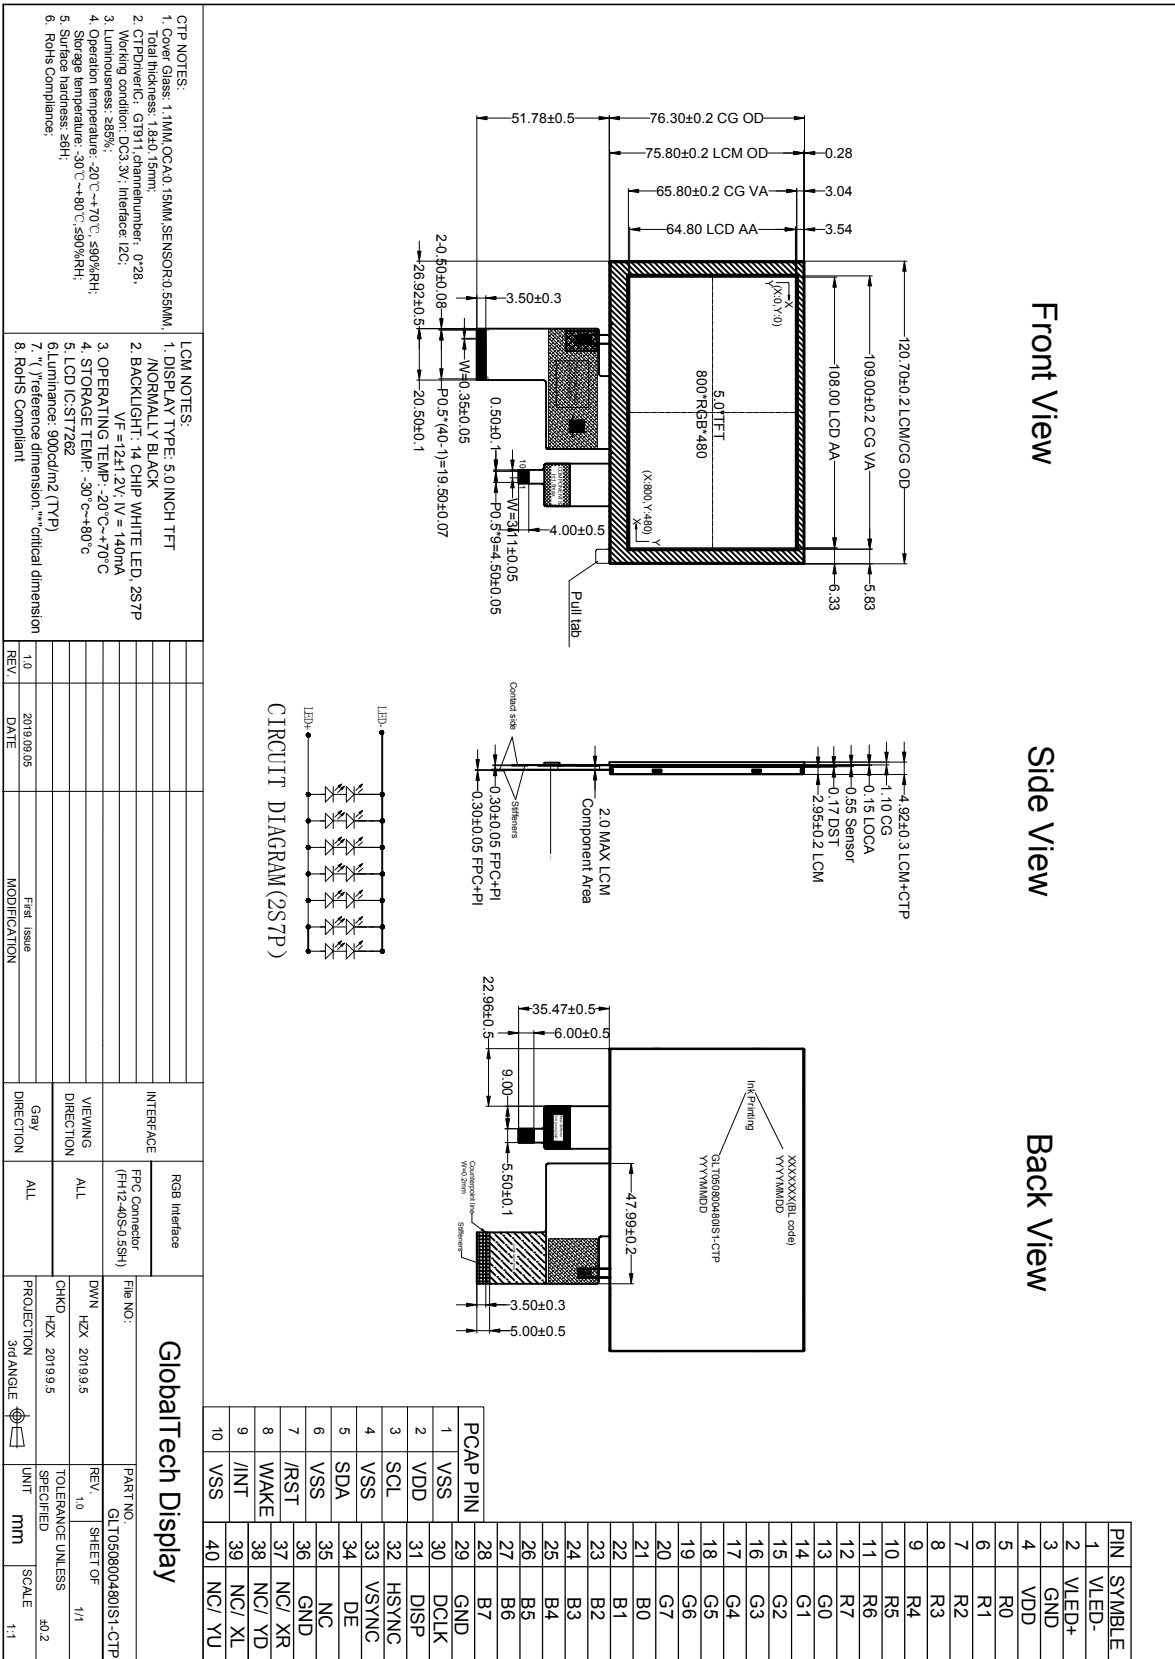 Front View
Side View
Back View
120.70±0.2 LCM/CG OD
109.00±0.2 CG VA
108.00 LCD AA
5.83
6.33
76.30±0.2 CG OD
75.80±0.2 LCM OD
65.80±0.2 CG VA
64.80 LCD AA
0.28
3.04
3.54
51.78±0.5
X
Y
(X:0,Y:0)
5.0"TFT
800*RGB*480
(X:800,Y:480)
X
Y
Pull tab
3.50±0.3
2-0.50±0.08
26.92±0.5
W=0.35±0.05
P0.5*(40-1)=19.50±0.07
20.50±0.1
0.50±0.1
10
1
W=3.11±0.05
P0.5*9=4.50±0.05
4.00±0.5
4.92±0.3 LCM+CTP
1.10 CG
0.15 LOCA
0.55 Sensor
0.17 DST
2.95±0.2 LCM
2.0 MAX LCM
Component Area
Contact side
Stiffeners
0.30±0.05 FPC+PI
0.30±0.05 FPC+PI
LED-
LED+
CIRCUIT DIAGRAM(2S7P)
Ink Printing
XXXXXXX(BL code)
YYYYMMDD
GLT050800480IS1-CTP
YYYYMMDD
35.47±0.5
6.00±0.5
22.96±0.5
9.00
5.50±0.1
47.99±0.2
Counterpoint line
W=0.2mm
Stiffeners
3.50±0.3
5.00±0.5
PIN SYMBLE
1 VLED-
2 VLED+
3 GND
4 VDD
5 R0
6 R1
7 R2
8 R3
9 R4
10 R5
11 R6
12 R7
13 G0
14 G1
15 G2
16 G3
17 G4
18 G5
19 G6
20 G7
21 B0
22 B1
23 B2
24 B3
25 B4
26 B5
27 B6
28 B7
29 GND
30 DCLK
31 DISP
32 HSYNC
33 VSYNC
34 DE
35 NC
36 GND
37 NC/ XR
38 NC/ YD
39 NC/ XL
40 NC/ YU
PCAP PIN
1 VSS
2 VDD
3 SCL
4 VSS
5 SDA
6 VSS
7 /RST
8 WAKE
9 /INT
10 VSS
CTP NOTES:
1. Cover Glass: 1.1MM,OCA:0.15MM,SENSOR:0.55MM,
Total thickness: 1.8±0.15mm;
2. CTPDriverIC: GT911,channelnumber: 0*28,
Working condition: DC3.3V; Interface: I2C;
3. Luminousness: ≥85%;
4. Operation temperature: -20℃~+70℃, ≤90%RH;
Storage temperature: -30℃~+80℃,≤90%RH;
5. Surface hardness: ≥6H;
6. RoHs Compliance;
LCM NOTES:
1. DISPLAY TYPE: 5.0 INCH TFT
/NORMALLY BLACK
2. BACKLIGHT: 14 CHIP WHITE LED, 2S7P
VF =12±1.2V; IV = 140mA
3. OPERATING TEMP: -20°c~+70°C
4. STORAGE TEMP: -30°c~+80°c
5. LCD IC:ST7262
6.Luminance: 900cd/m2 (TYP)
7. "( )"reference dimension."*"critical dimension
8. RoHS Compliant
1.0 2019.09.05 First issue
REV. DATE MODIFICATION
INTERFACE
RGB Interface
FPC Connector
(FH12-40S-0.5SH)
VIEWING
DIRECTION
ALL
Gray
DIRECTION
ALL
GlobalTech Display
File NO:
PART NO.
GLT050800480IS1-CTP
DWN HZX 2019.9.5
REV. 1.0
SHEET OF 1/1
CHKD HZX 2019.9.5
TOLERANCE UNLESS
SPECIFIED ±0.2
PROJECTION
3rd ANGLE
UNIT mm
SCALE 1:1